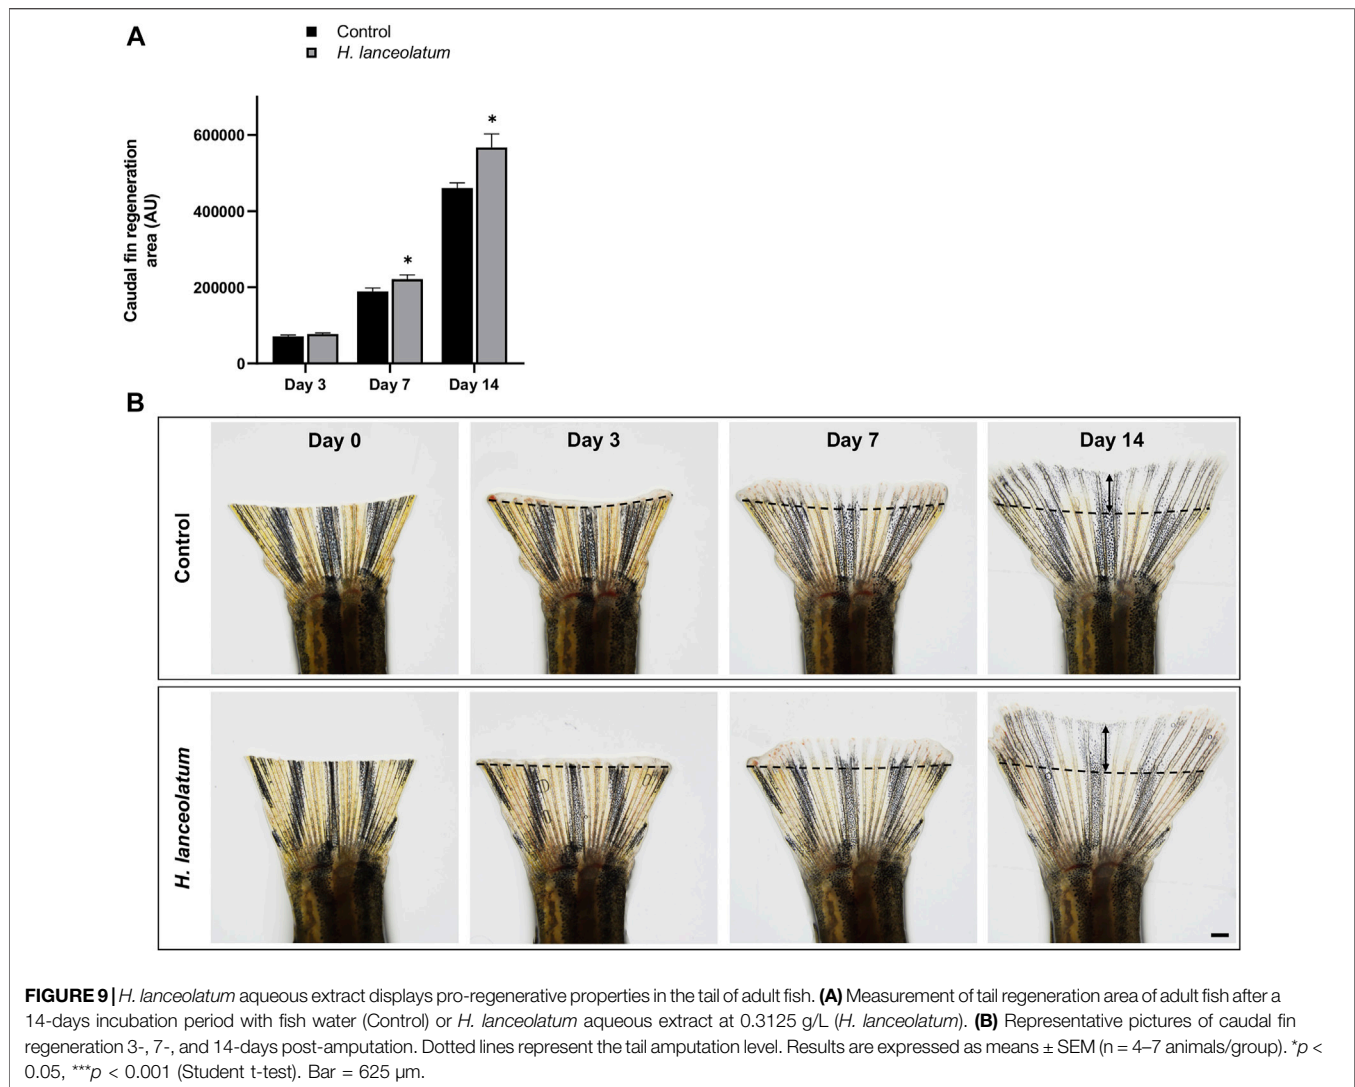 A
Control
H. lanceolatum
Caudal fin regeneration
area (AU)
600000
400000
200000
0
Day 3 Day 7 Day 14
B
Day 0 Day 3 Day 7 Day 14
Control
H. lanceolatum
FIGURE 9 | H. lanceolatum aqueous extract displays pro-regenerative properties in the tail of adult fish. (A) Measurement of tail regeneration area of adult fish after a
14-days incubation period with fish water (Control) or H. lanceolatum aqueous extract at 0.3125 g/L (H. lanceolatum). (B) Representative pictures of caudal fin
regeneration 3-, 7-, and 14-days post-amputation. Dotted lines represent the tail amputation level. Results are expressed as means ± SEM (n = 4–7 animals/group). *p <
0.05, ***p < 0.001 (Student t-test). Bar = 625 μm.